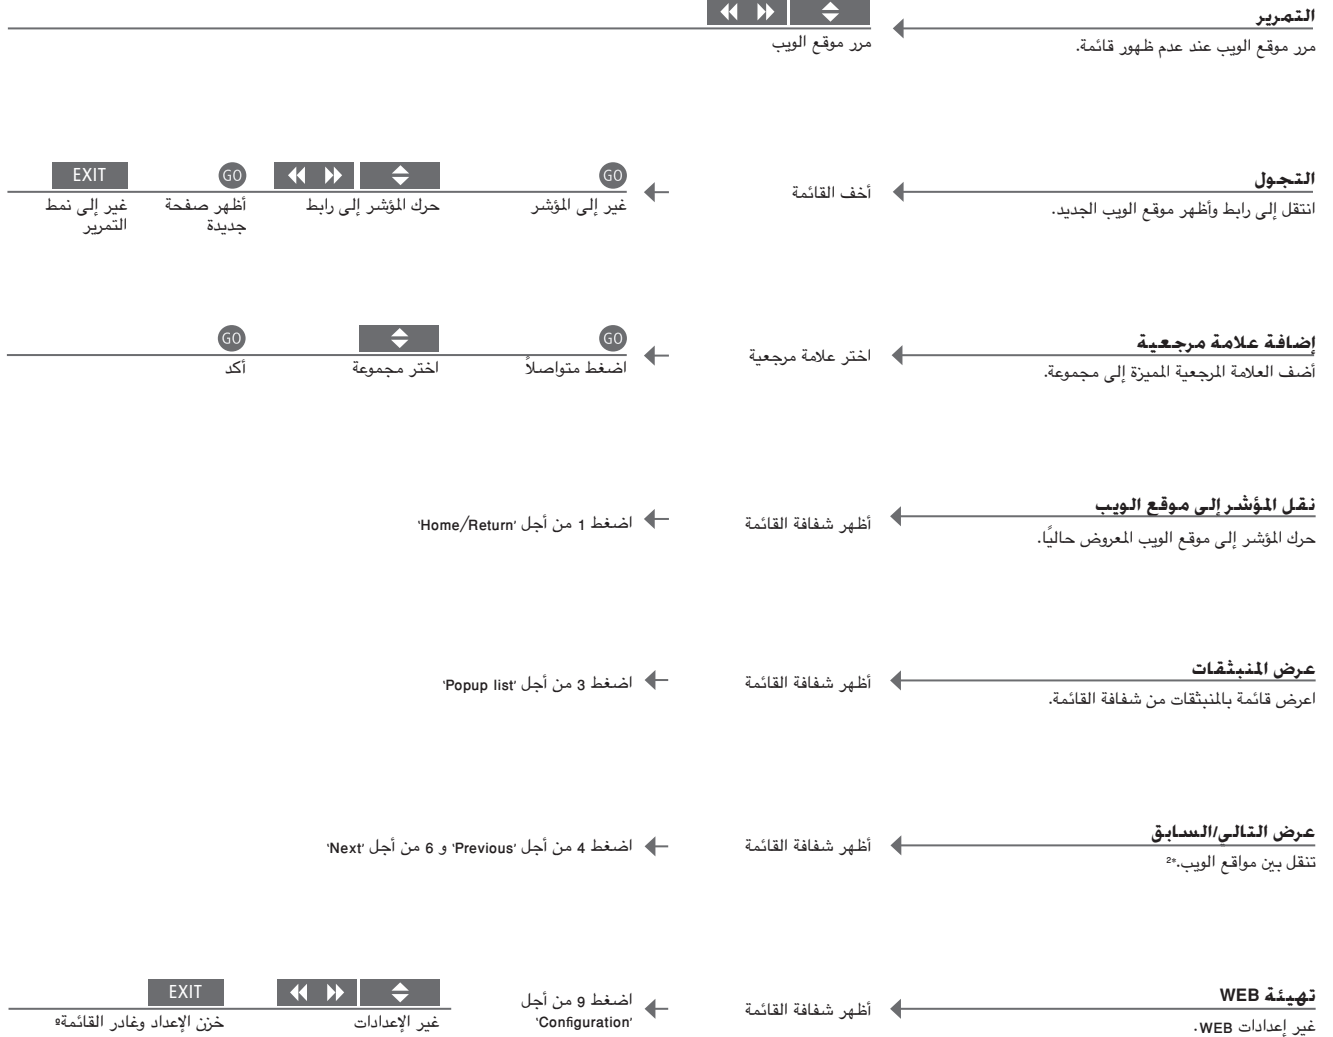 التمرير
مرر موقع الويب عند عدم ظهور قائمة.
مرر موقع الويب
التجول
انتقل إلى رابط وأظهر موقع الويب الجديد.
أخف القائمة
GO
غير إلى المؤشر
حرك المؤشر إلى رابط
GO
أظهر صفحة
جديدة
EXIT
غير إلى نمط
التمرير
إضافة علامة مرجعية
أضف العلامة المرجعية المميزة إلى مجموعة.
اختر علامة مرجعية
GO
اضغط متواصلاً
اختر مجموعة
GO
أكد
نقل المؤشر إلى موقع الويب
حرك المؤشر إلى موقع الويب المعروض حاليًا.
أظهر شفافة القائمة
اضغط 1 من أجل 'Home/Return'
عرض المنبثقات
اعرض قائمة بالمنبثقات من شفافة القائمة.
أظهر شفافة القائمة
اضغط 3 من أجل 'Popup list'
عرض التالي/السابق
تنقل بين مواقع الويب.*2
أظهر شفافة القائمة
اضغط 4 من أجل 'Previous' و 6 من أجل 'Next'
تهيئة WEB
غير إعدادات WEB.
أظهر شفافة القائمة
اضغط 9 من أجل
'Configuration'
غير الإعدادات
EXIT
خزن الإعداد وغادر القائمة